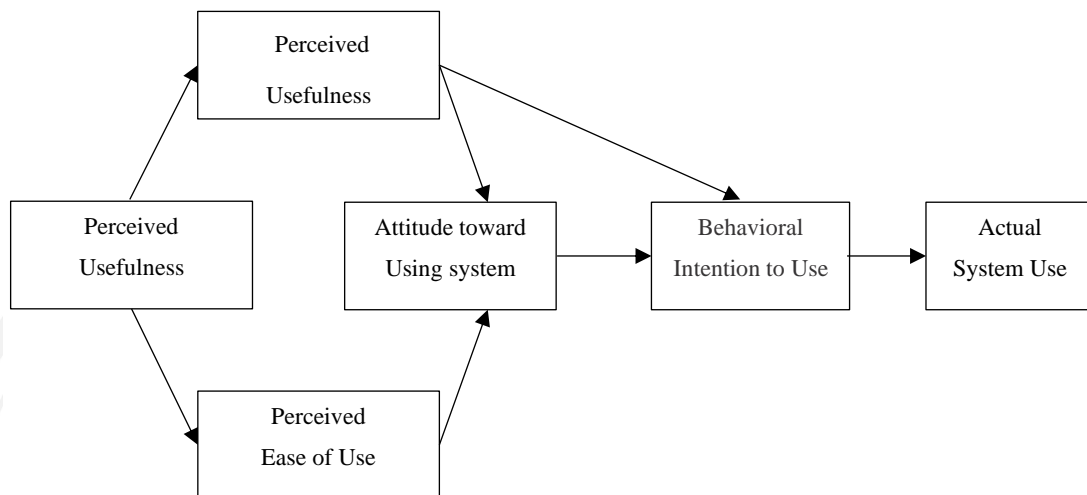 Perceived
Usefulness
Perceived
Usefulness
Attitude toward
Using system
Behavioral
Intention to Use
Actual
System Use
Perceived
Ease of Use